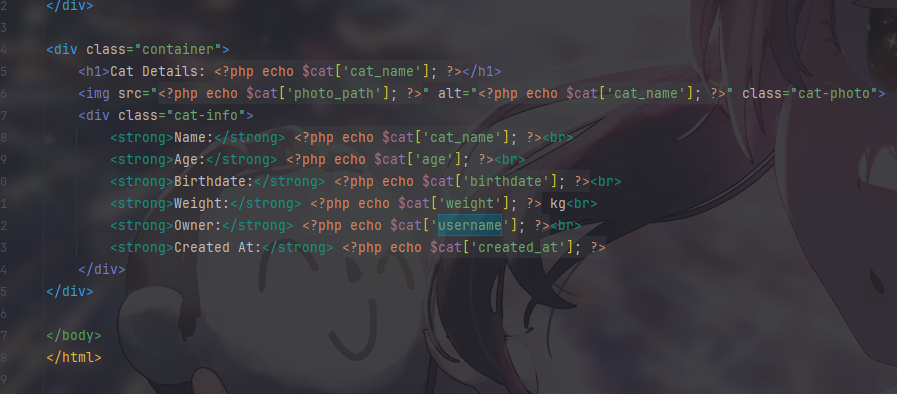 2 </div>
3
4 <div class="container">
5 <h1>Cat Details: <?php echo $cat['cat_name']; ?></h1>
6 <img src="<?php echo $cat['photo_path']; ?>" alt="<?php echo $cat['cat_name']; ?>" class="cat-photo">
7 <div class="cat-info">
8 <strong>Name:</strong> <?php echo $cat['cat_name']; ?><br>
9 <strong>Age:</strong> <?php echo $cat['age']; ?><br>
0 <strong>Birthdate:</strong> <?php echo $cat['birthdate']; ?><br>
1 <strong>Weight:</strong> <?php echo $cat['weight']; ?> kg<br>
2 <strong>Owner:</strong> <?php echo $cat['username']; ?><br>
3 <strong>Created At:</strong> <?php echo $cat['created_at']; ?>
4 </div>
5 </div>
6
7 </body>
8 </html>
9